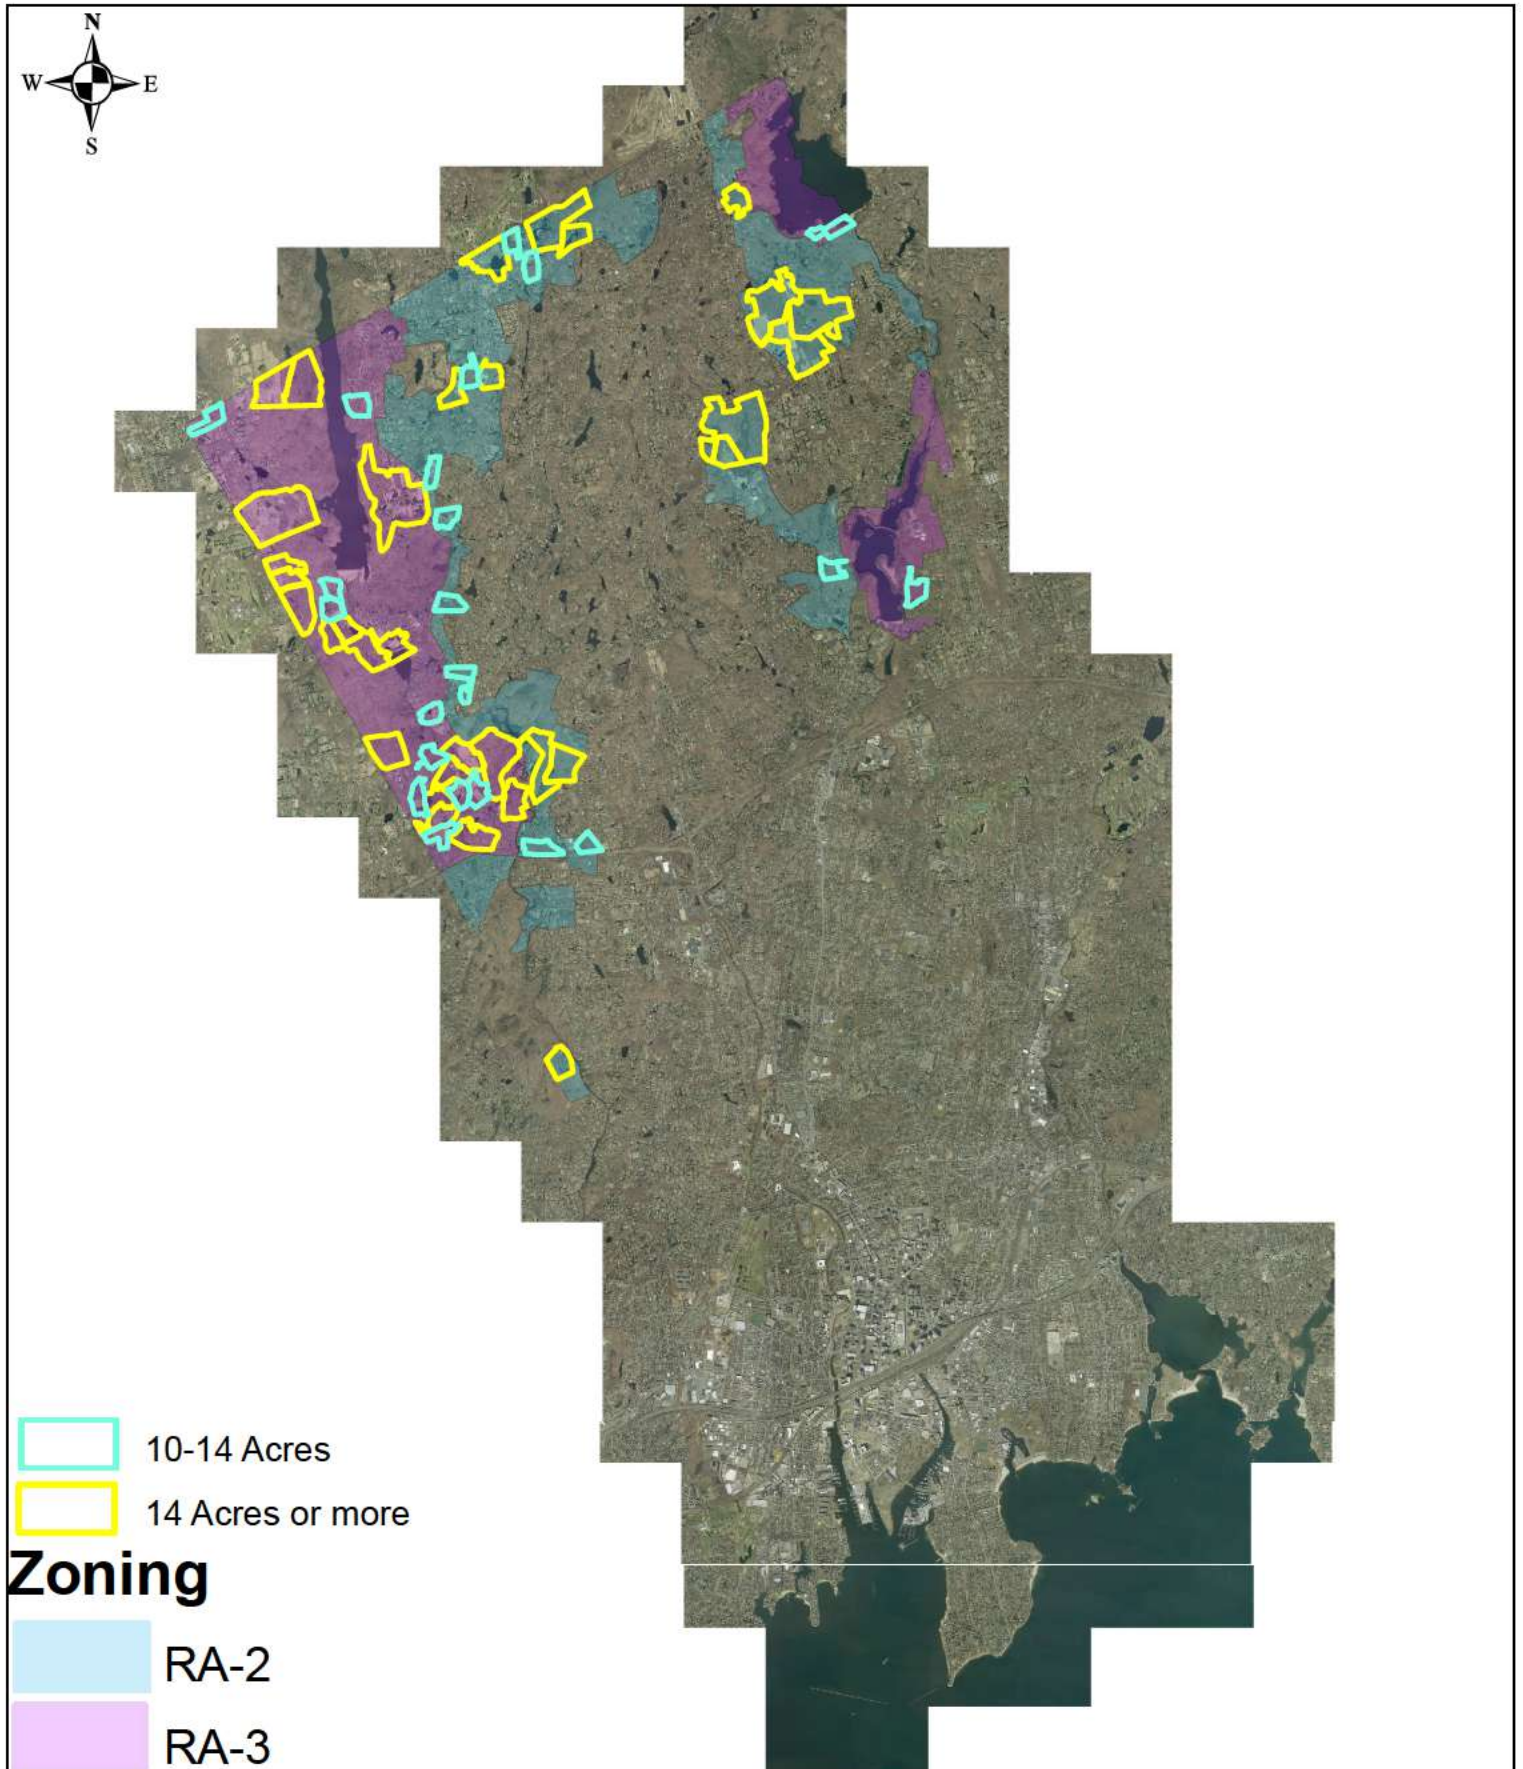 N
W E
S
10-14 Acres
14 Acres or more
Zoning
RA-2
RA-3